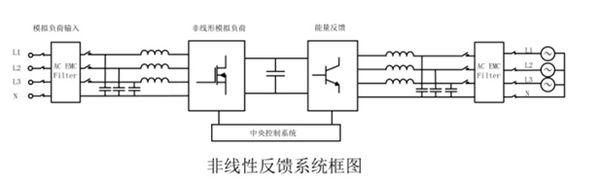 模拟负荷输入
非线形模拟负荷
能量反馈
L1
L2
L3
N
AC EMC
Filter
AC EMC
Filter
L1
L2
L3
N
中央控制系统
非线性反馈系统框图